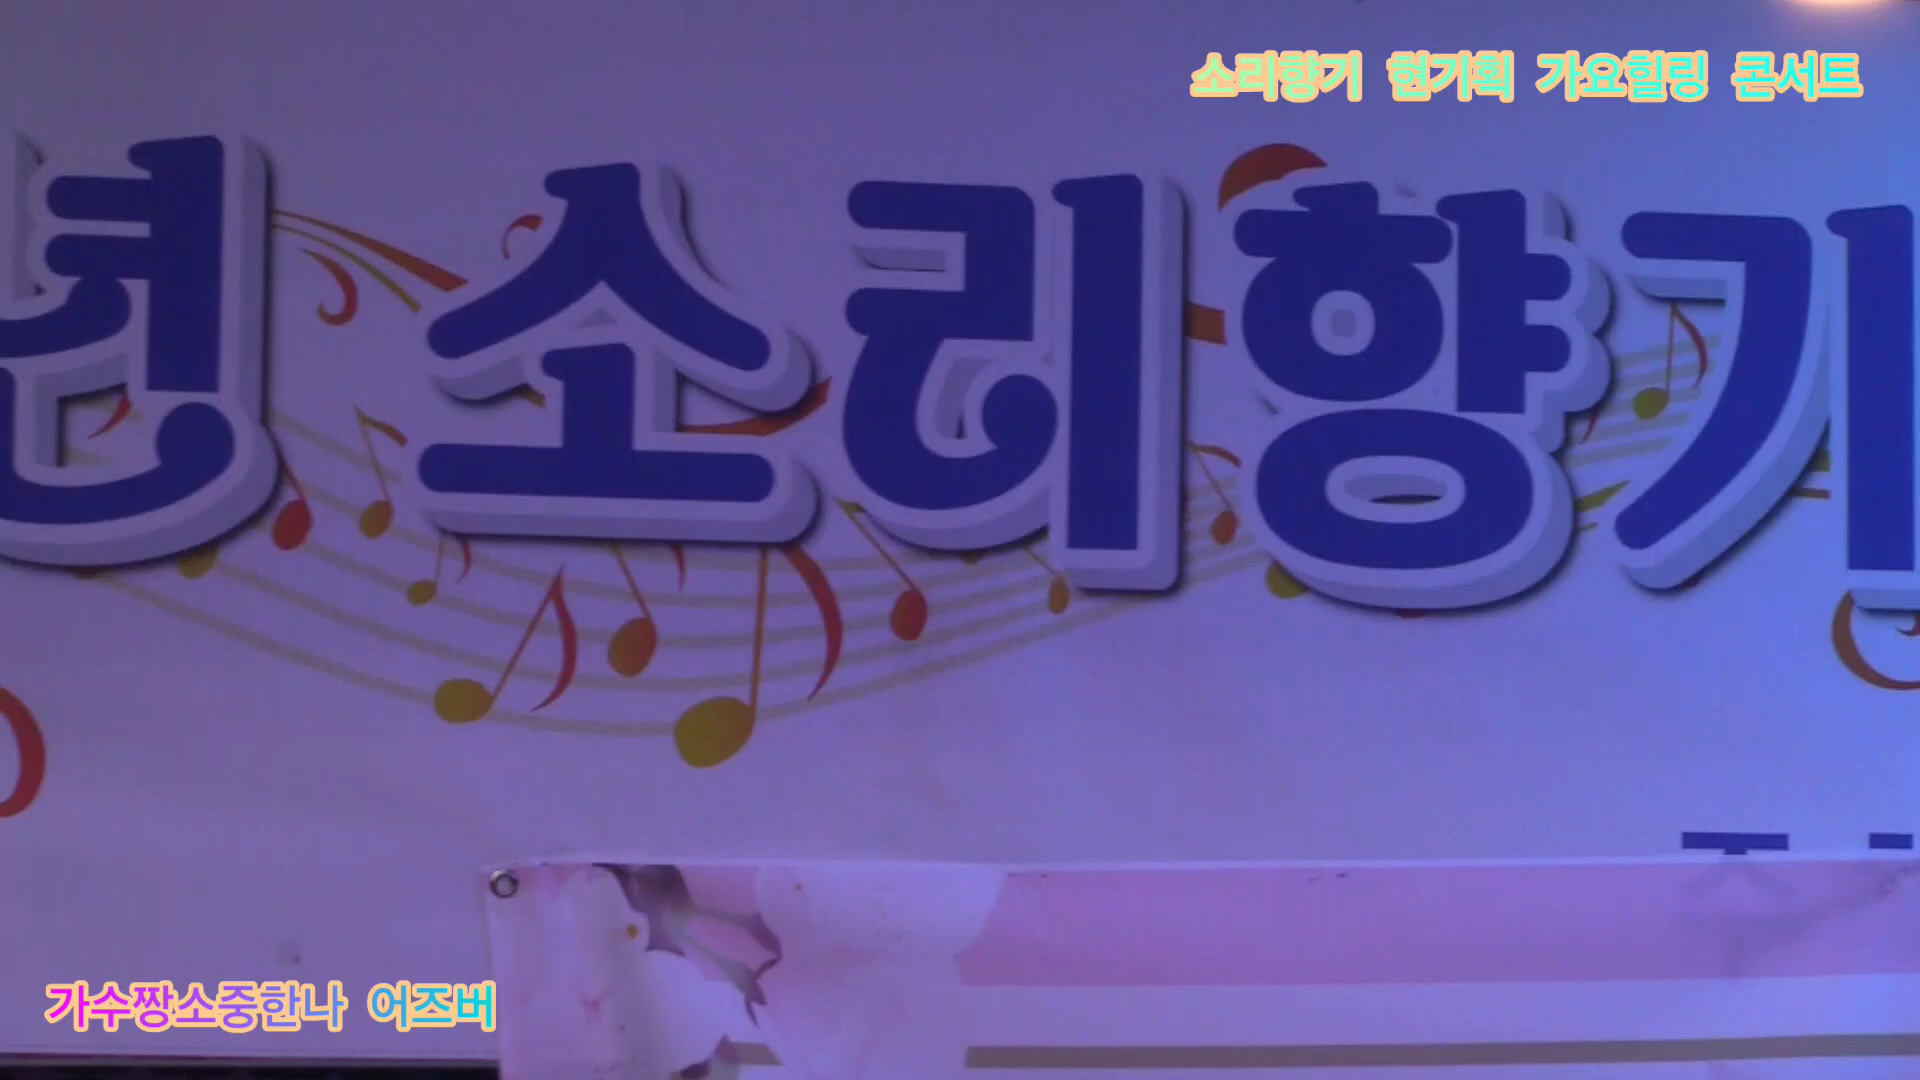 소리향기 현기획 가요힐링 콘서트
년 소리향기
가수짱소중한나 어즈버